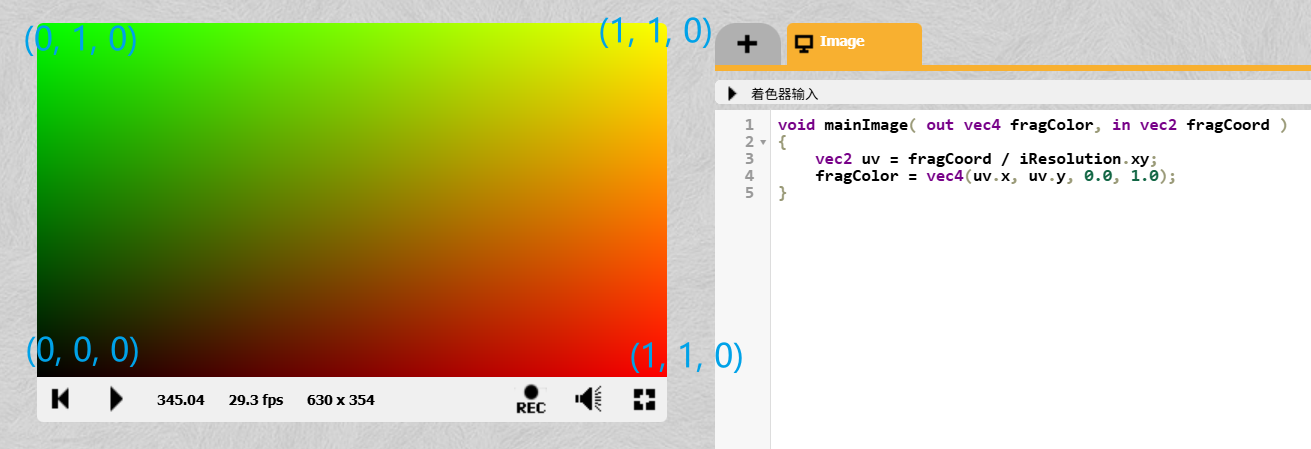 (0, 1, 0)
(1, 1, 0)
(0, 0, 0)
(1, 1, 0)
345.04 29.3 fps 630 x 354 REC
+ Image
着色器输入
1 void mainImage( out vec4 fragColor, in vec2 fragCoord )
2 {
3 vec2 uv = fragCoord / iResolution.xy;
4 fragColor = vec4(uv.x, uv.y, 0.0, 1.0);
5 }